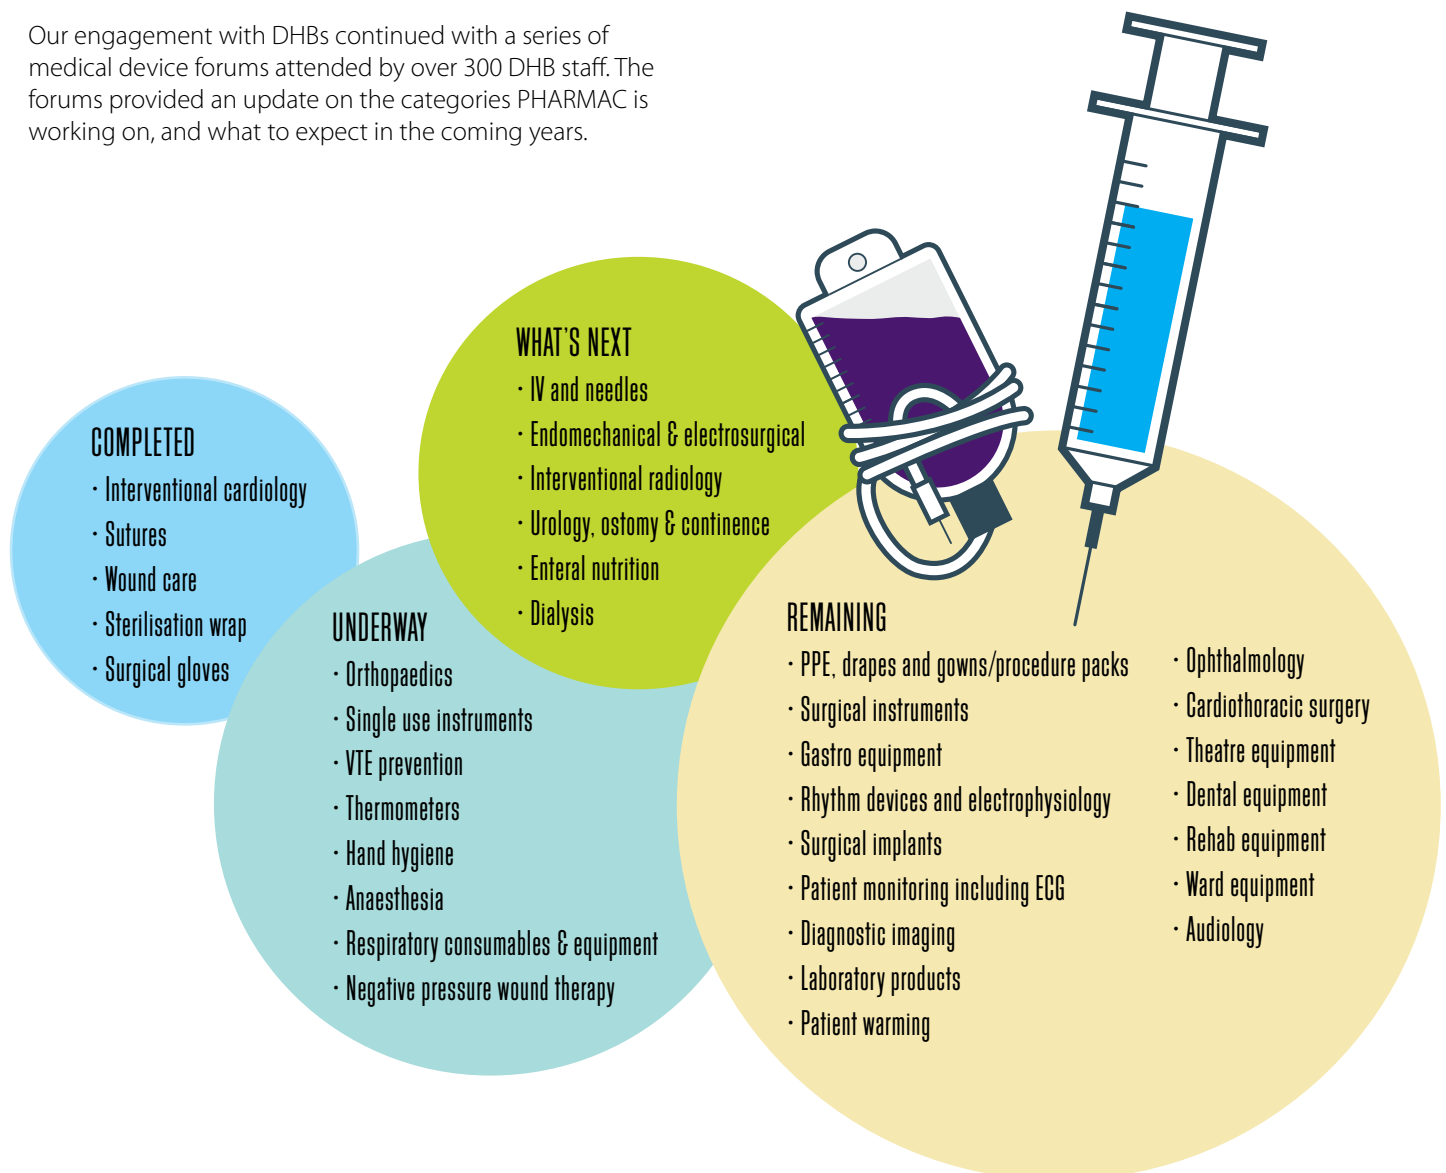 Our engagement with DHBs continued with a series of
medical device forums attended by over 300 DHB staff. The
forums provided an update on the categories PHARMAC is
working on, and what to expect in the coming years.
COMPLETED
· Interventional cardiology
· Sutures
· Wound care
· Sterilisation wrap
· Surgical gloves
UNDERWAY
· Orthopaedics
· Single use instruments
· VTE prevention
· Thermometers
· Hand hygiene
· Anaesthesia
· Respiratory consumables & equipment
· Negative pressure wound therapy
WHAT'S NEXT
· IV and needles
· Endomechanical & electrosurgical
· Interventional radiology
· Urology, ostomy & continence
· Enteral nutrition
· Dialysis
REMAINING
· PPE, drapes and gowns/procedure packs
· Surgical instruments
· Gastro equipment
· Rhythm devices and electrophysiology
· Surgical implants
· Patient monitoring including ECG
· Diagnostic imaging
· Laboratory products
· Patient warming
· Ophthalmology
· Cardiothoracic surgery
· Theatre equipment
· Dental equipment
· Rehab equipment
· Ward equipment
· Audiology